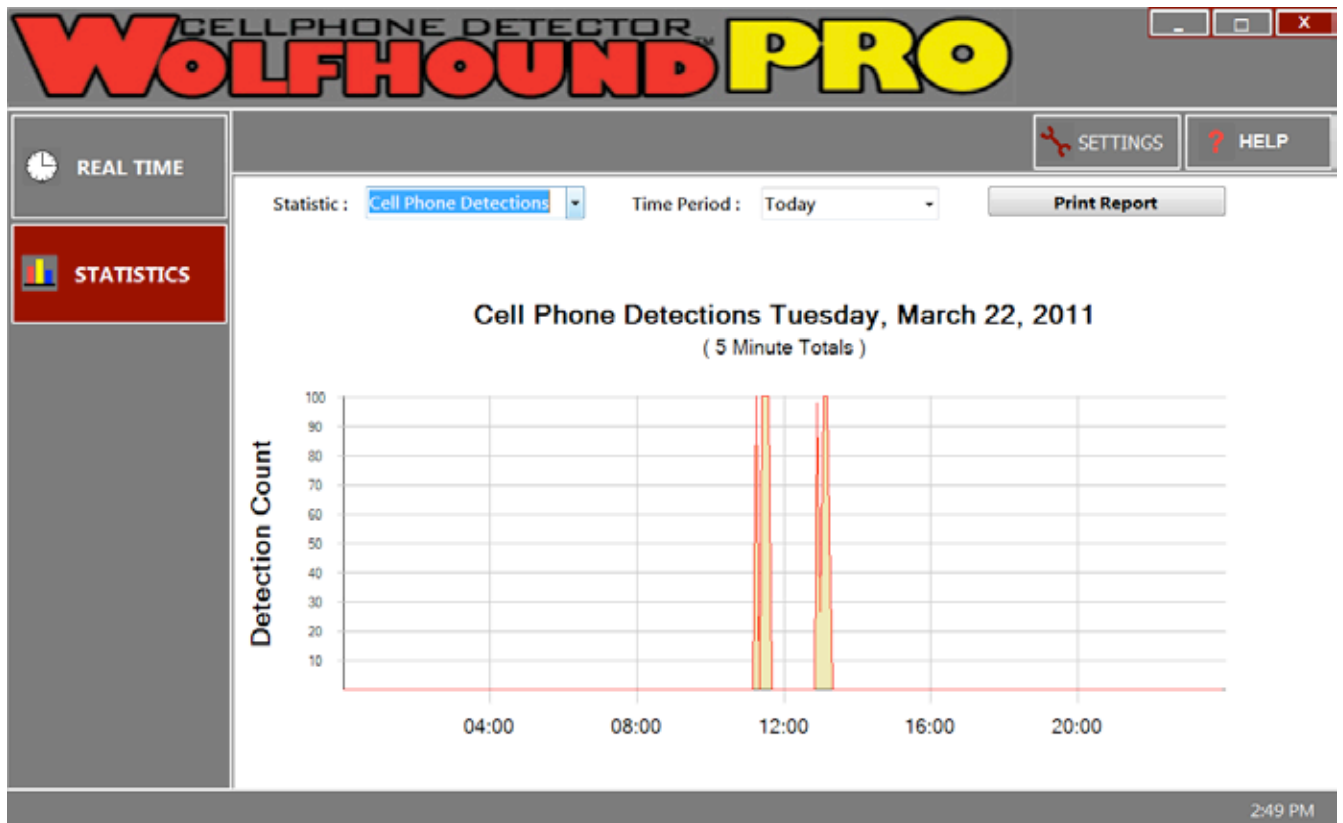 CELLPHONE DETECTOR
WOLFHOUND™ PRO
X
REAL TIME
SETTINGS
? HELP
Statistic : Cell Phone Detections Time Period : Today Print Report
STATISTICS
Cell Phone Detections Tuesday, March 22, 2011
( 5 Minute Totals )
Detection Count
100
90
80
70
60
50
40
30
20
10
04:00 08:00 12:00 16:00 20:00
2:49 PM